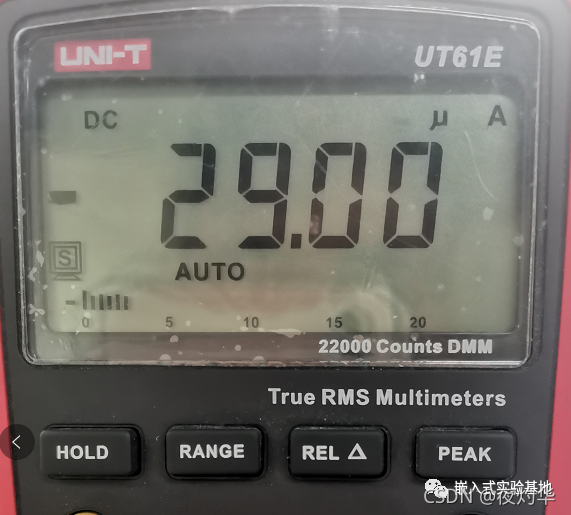 UNI-T UT61E
DC μ A
- 29.00
S
AUTO
-
0 5 10 15 20
22000 Counts DMM
True RMS Multimeters
HOLD RANGE REL Δ PEAK
嵌入式实验基地
CSDN @夜灯华